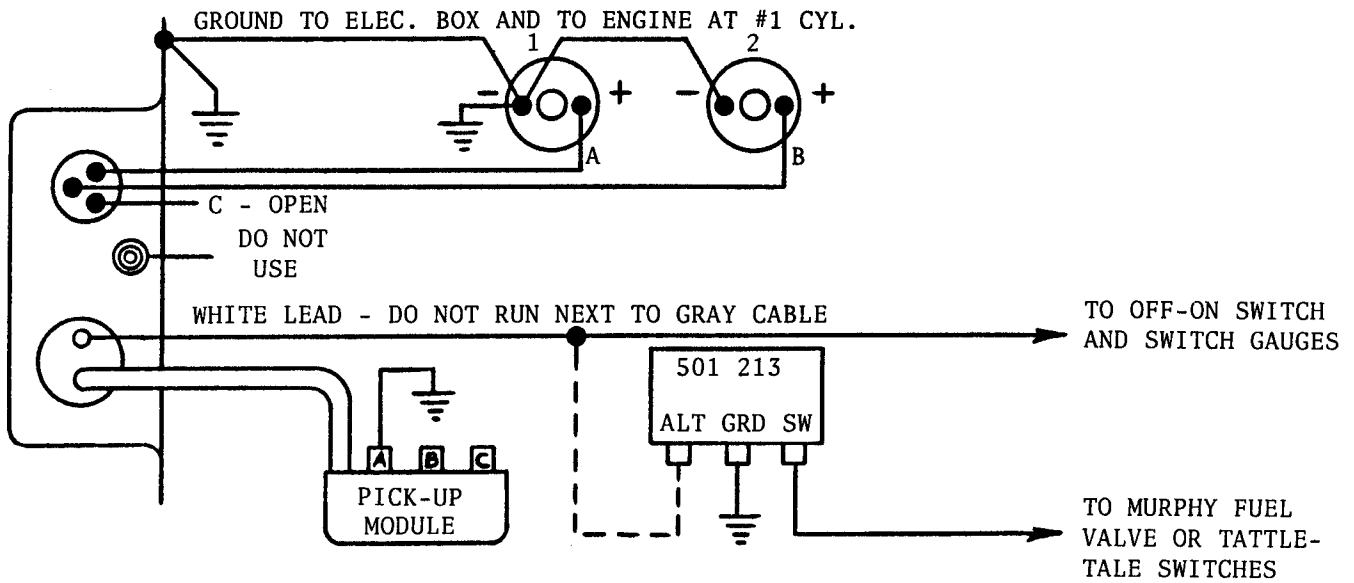 GROUND TO ELEC. BOX AND TO ENGINE AT #1 CYL.
1
2
- +
- +
A
B
C - OPEN
DO NOT
USE
WHITE LEAD - DO NOT RUN NEXT TO GRAY CABLE
TO OFF-ON SWITCH
AND SWITCH GAUGES
501 213
ALT GRD SW
A B C
PICK-UP
MODULE
TO MURPHY FUEL
VALVE OR TATTLE-
TALE SWITCHES